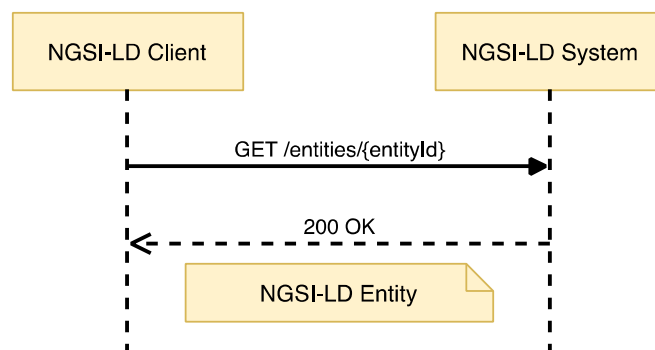 NGSI-LD Client
NGSI-LD System
GET /entities/{entityId}
200 OK
NGSI-LD Entity